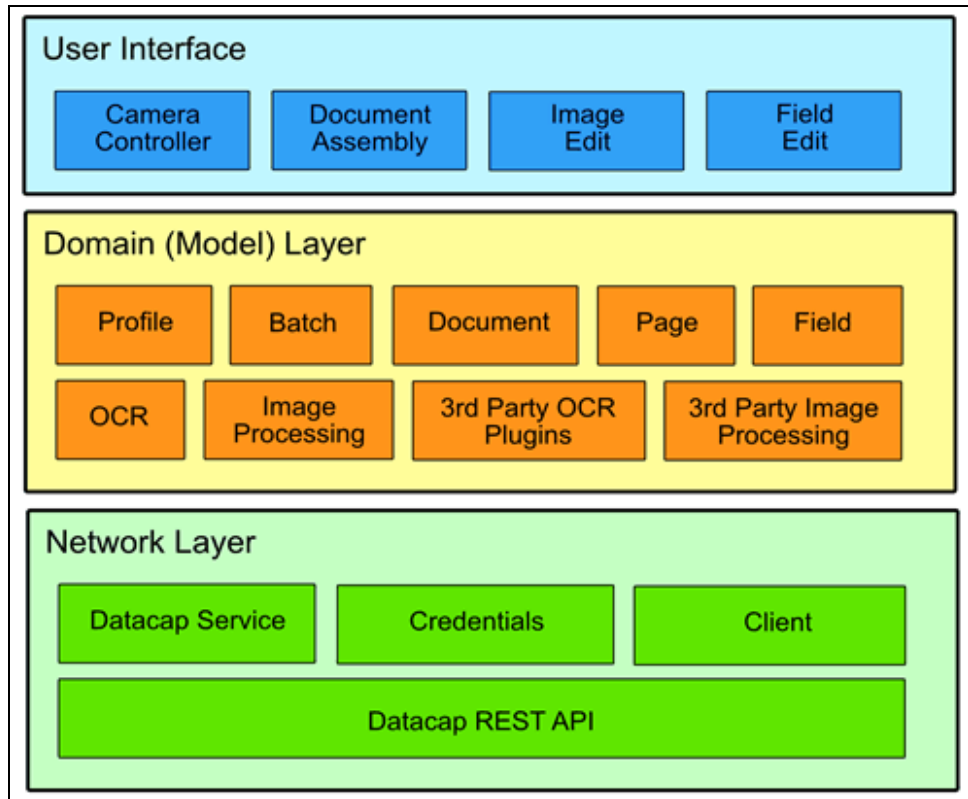 User Interface
Camera
Controller
Document
Assembly
Image
Edit
Field
Edit
Domain (Model) Layer
Profile
Batch
Document
Page
Field
OCR
Image
Processing
3rd Party OCR
Plugins
3rd Party Image
Processing
Network Layer
Datacap Service
Credentials
Client
Datacap REST API